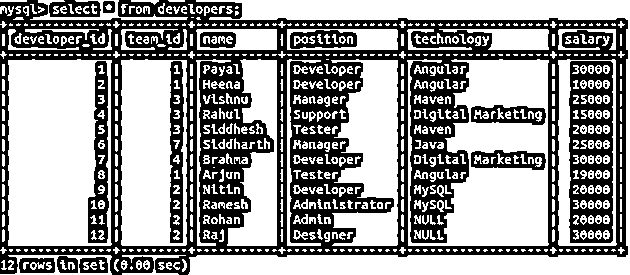 mysql> select * from developers;
developer_id team_id name position technology salary
1 1 Payal Developer Angular 30000
2 1 Heena Developer Angular 10000
3 3 Vishnu Manager Maven 25000
4 3 Rahul Support Digital Marketing 15000
5 3 Siddhesh Tester Maven 20000
6 7 Siddharth Manager Java 25000
7 4 Brahma Developer Digital Marketing 30000
8 1 Arjun Tester Angular 19000
9 2 Nitin Developer MySQL 20000
10 2 Ramesh Administrator MySQL 30000
11 2 Rohan Admin NULL 20000
12 2 Raj Designer NULL 30000
12 rows in set (0.00 sec)